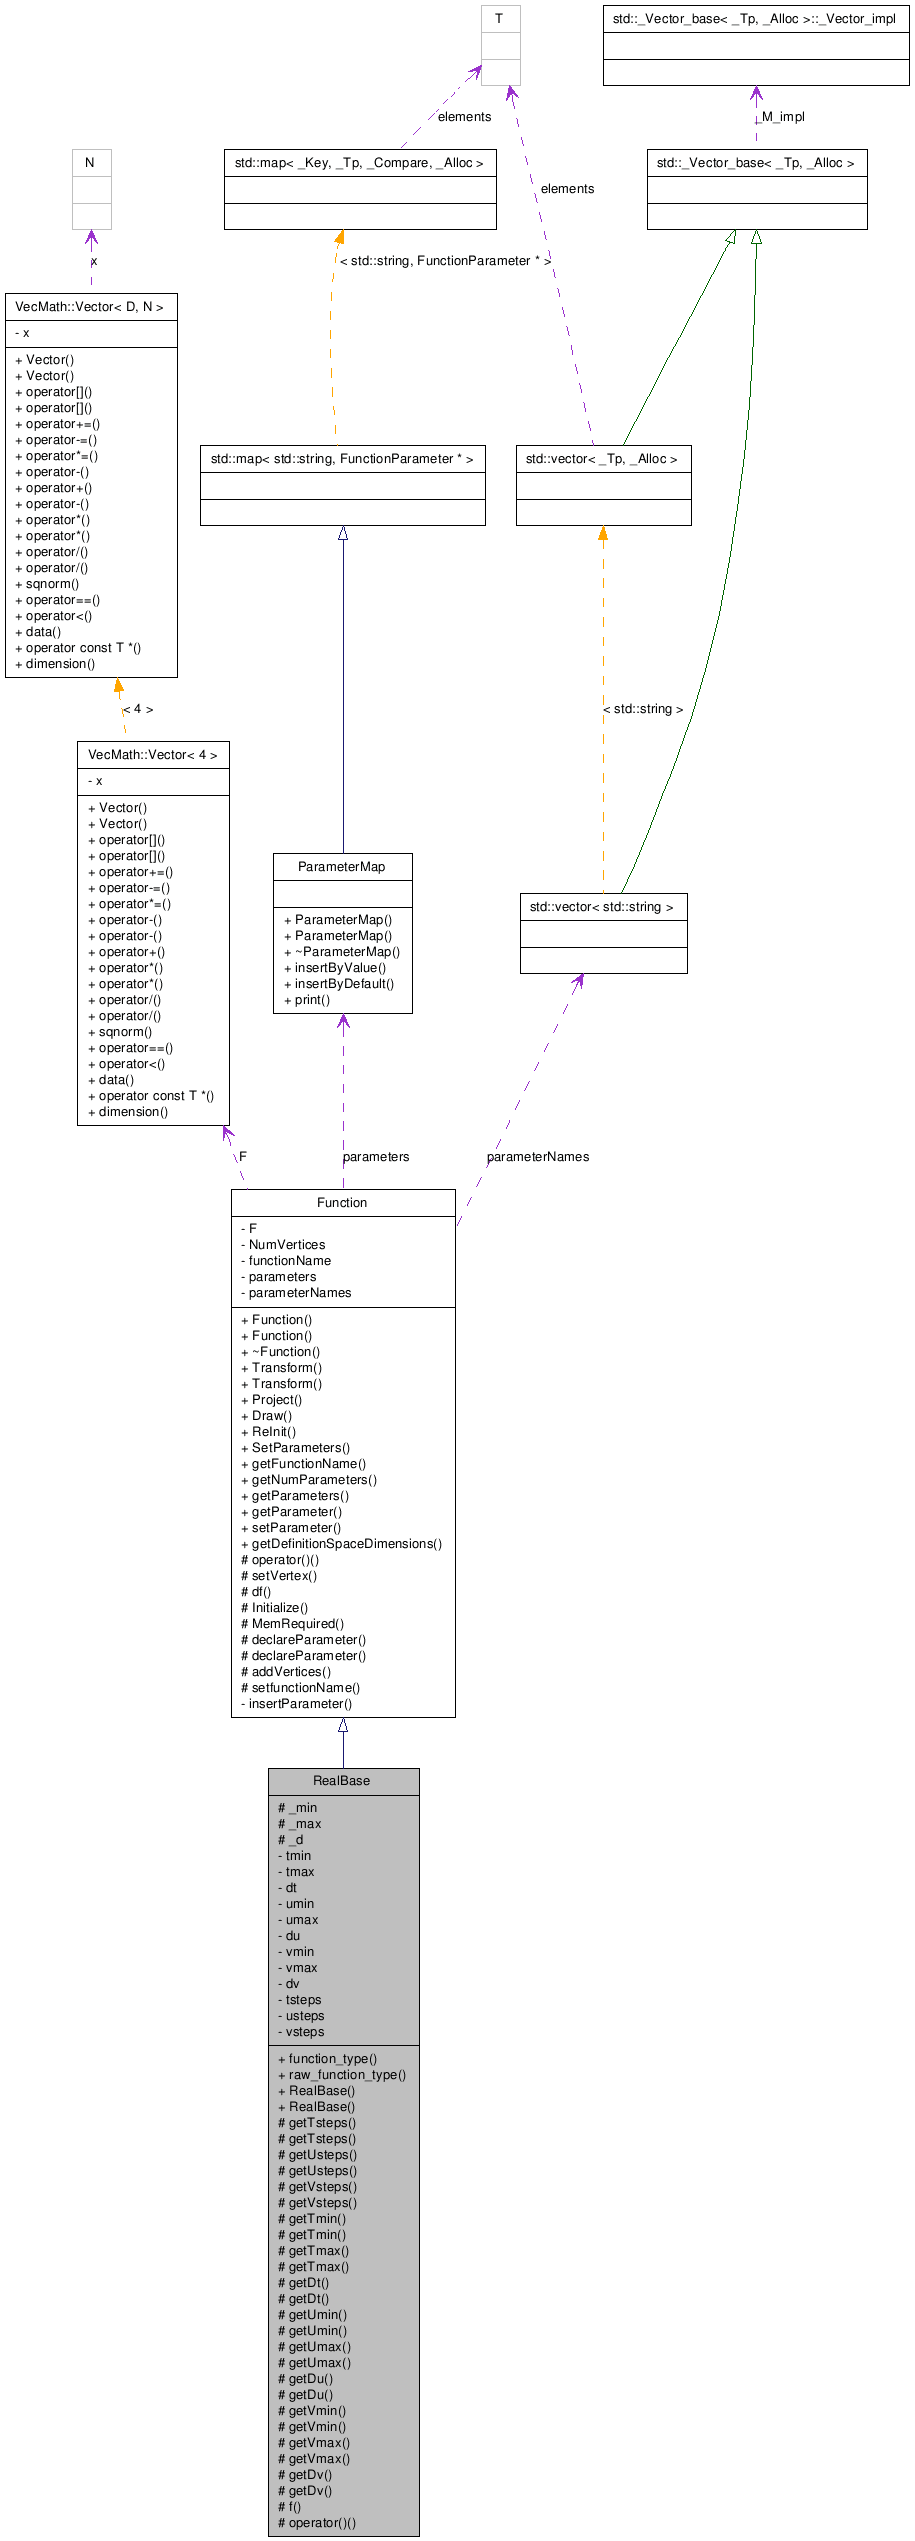 T
std::_Vector_base< _Tp, _Alloc >::_Vector_impl
elements
_M_impl
N
std::map< _Key, _Tp, _Compare, _Alloc >
std::_Vector_base< _Tp, _Alloc >
elements
x
< std::string, FunctionParameter * >
VecMath::Vector< D, N >
- x
+ Vector()
+ Vector()
+ operator[]()
+ operator[]()
+ operator+=()
+ operator-=()
+ operator*=()
+ operator-()
+ operator+()
+ operator-()
+ operator*()
+ operator*()
+ operator/()
+ operator/()
+ sqnorm()
+ operator==()
+ operator<()
+ data()
+ operator const T *()
+ dimension()
std::map< std::string, FunctionParameter * >
std::vector< _Tp, _Alloc >
< 4 >
< std::string >
VecMath::Vector< 4 >
- x
+ Vector()
+ Vector()
+ operator[]()
+ operator[]()
+ operator+=()
+ operator-=()
+ operator*=()
+ operator-()
+ operator-()
+ operator+()
+ operator*()
+ operator*()
+ operator/()
+ operator/()
+ sqnorm()
+ operator==()
+ operator<()
+ data()
+ operator const T *()
+ dimension()
ParameterMap
+ ParameterMap()
+ ParameterMap()
+ ~ParameterMap()
+ insertByValue()
+ insertByDefault()
+ print()
std::vector< std::string >
F
parameters
parameterNames
Function
- F
- NumVertices
- functionName
- parameters
- parameterNames
+ Function()
+ Function()
+ ~Function()
+ Transform()
+ Transform()
+ Project()
+ Draw()
+ ReInit()
+ SetParameters()
+ getFunctionName()
+ getNumParameters()
+ getParameters()
+ getParameter()
+ setParameter()
+ getDefinitionSpaceDimensions()
# operator()()
# setVertex()
# df()
# Initialize()
# MemRequired()
# declareParameter()
# declareParameter()
# addVertices()
# setfunctionName()
- insertParameter()
RealBase
# _min
# _max
# _d
- tmin
- tmax
- dt
- umin
- umax
- du
- vmin
- vmax
- dv
- tsteps
- usteps
- vsteps
+ function_type()
+ raw_function_type()
+ RealBase()
+ RealBase()
# getTsteps()
# getTsteps()
# getUsteps()
# getUsteps()
# getVsteps()
# getVsteps()
# getTmin()
# getTmin()
# getTmax()
# getTmax()
# getDt()
# getDt()
# getUmin()
# getUmin()
# getUmax()
# getUmax()
# getDu()
# getDu()
# getVmin()
# getVmin()
# getVmax()
# getVmax()
# getDv()
# getDv()
# f()
# operator()()